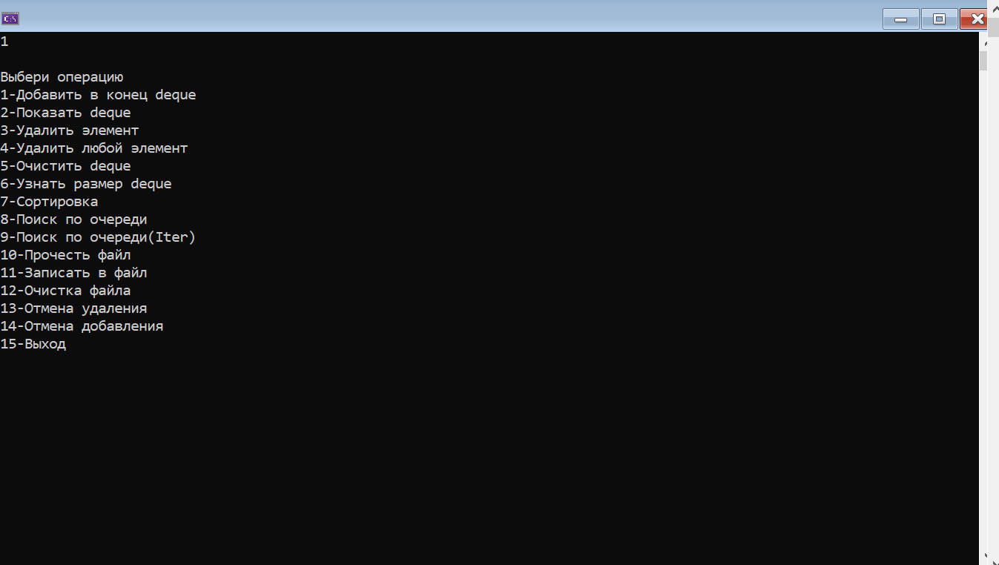 1
Выбери операцию
1-Добавить в конец deque
2-Показать deque
3-Удалить элемент
4-Удалить любой элемент
5-Очистить deque
6-Узнать размер deque
7-Сортировка
8-Поиск по очереди
9-Поиск по очереди(Iter)
10-Прочесть файл
11-Записать в файл
12-Очистка файла
13-Отмена удаления
14-Отмена добавления
15-Выход